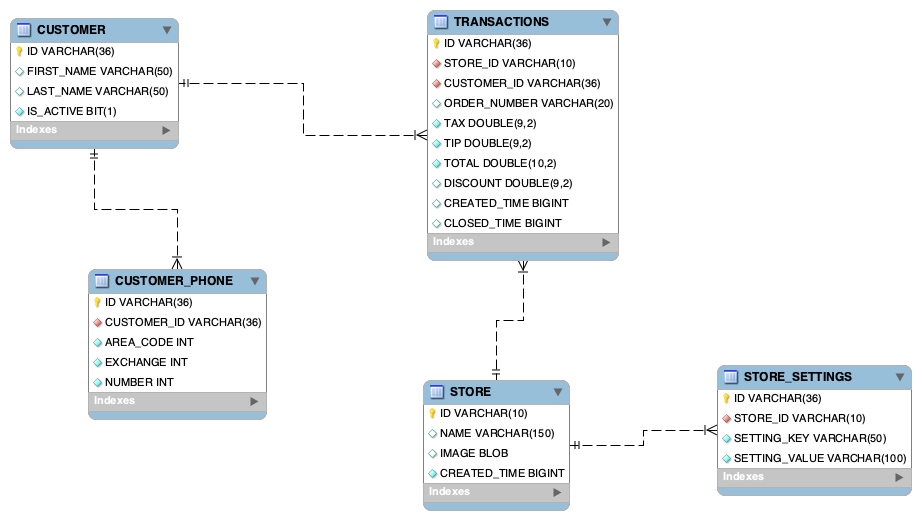 CUSTOMER
ID VARCHAR(36)
FIRST_NAME VARCHAR(50)
LAST_NAME VARCHAR(50)
IS_ACTIVE BIT(1)
Indexes
TRANSACTIONS
ID VARCHAR(36)
STORE_ID VARCHAR(10)
CUSTOMER_ID VARCHAR(36)
ORDER_NUMBER VARCHAR(20)
TAX DOUBLE(9,2)
TIP DOUBLE(9,2)
TOTAL DOUBLE(10,2)
DISCOUNT DOUBLE(9,2)
CREATED_TIME BIGINT
CLOSED_TIME BIGINT
Indexes
CUSTOMER_PHONE
ID VARCHAR(36)
CUSTOMER_ID VARCHAR(36)
AREA_CODE INT
EXCHANGE INT
NUMBER INT
Indexes
STORE
ID VARCHAR(10)
NAME VARCHAR(150)
IMAGE BLOB
CREATED_TIME BIGINT
Indexes
STORE_SETTINGS
ID VARCHAR(36)
STORE_ID VARCHAR(10)
SETTING_KEY VARCHAR(50)
SETTING_VALUE VARCHAR(100)
Indexes